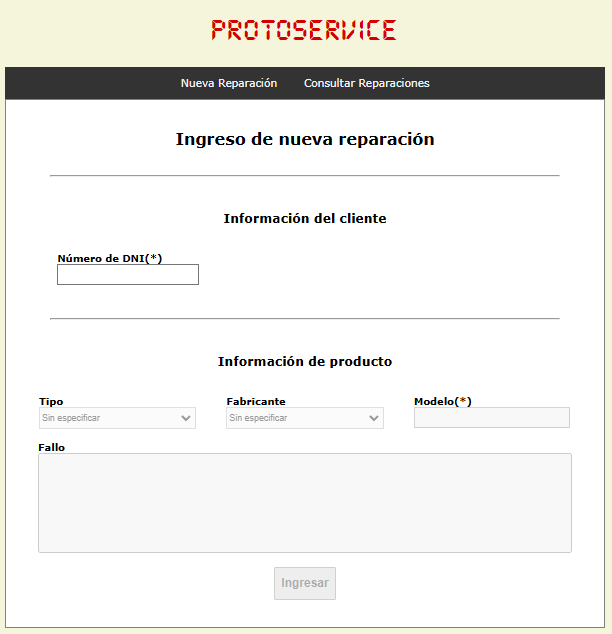 PROTOSERVICE
Nueva Reparación Consultar Reparaciones
Ingreso de nueva reparación
Información del cliente
Número de DNI(*)
Información de producto
Tipo Fabricante Modelo(*)
Sin especificar Sin especificar
Fallo
Ingresar